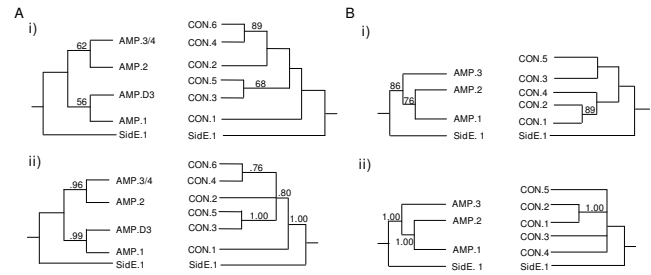 A
B
i)
CON.6
89
CON.4
62
AMP.3/4
AMP.2
CON.2
CON.5
68
CON.3
AMP.D3
56
AMP.1
CON.1
SidE.1
SidE.1
i)
CON.5
AMP.3
CON.3
86
AMP.2
CON.4
76
CON.2
89
AMP.1
CON.1
SidE. 1
SidE.1
ii)
CON.6
.76
CON.4
.96
AMP.3/4
AMP.2
CON.2
.80
CON.5
1.00
1.00
CON.3
AMP.D3
.99
AMP.1
CON.1
SidE.1
SidE.1
ii)
CON.5
AMP.3
CON.2
1.00
1.00
AMP.2
CON.1
CON.3
1.00
AMP.1
CON.4
SidE. 1
SidE.1